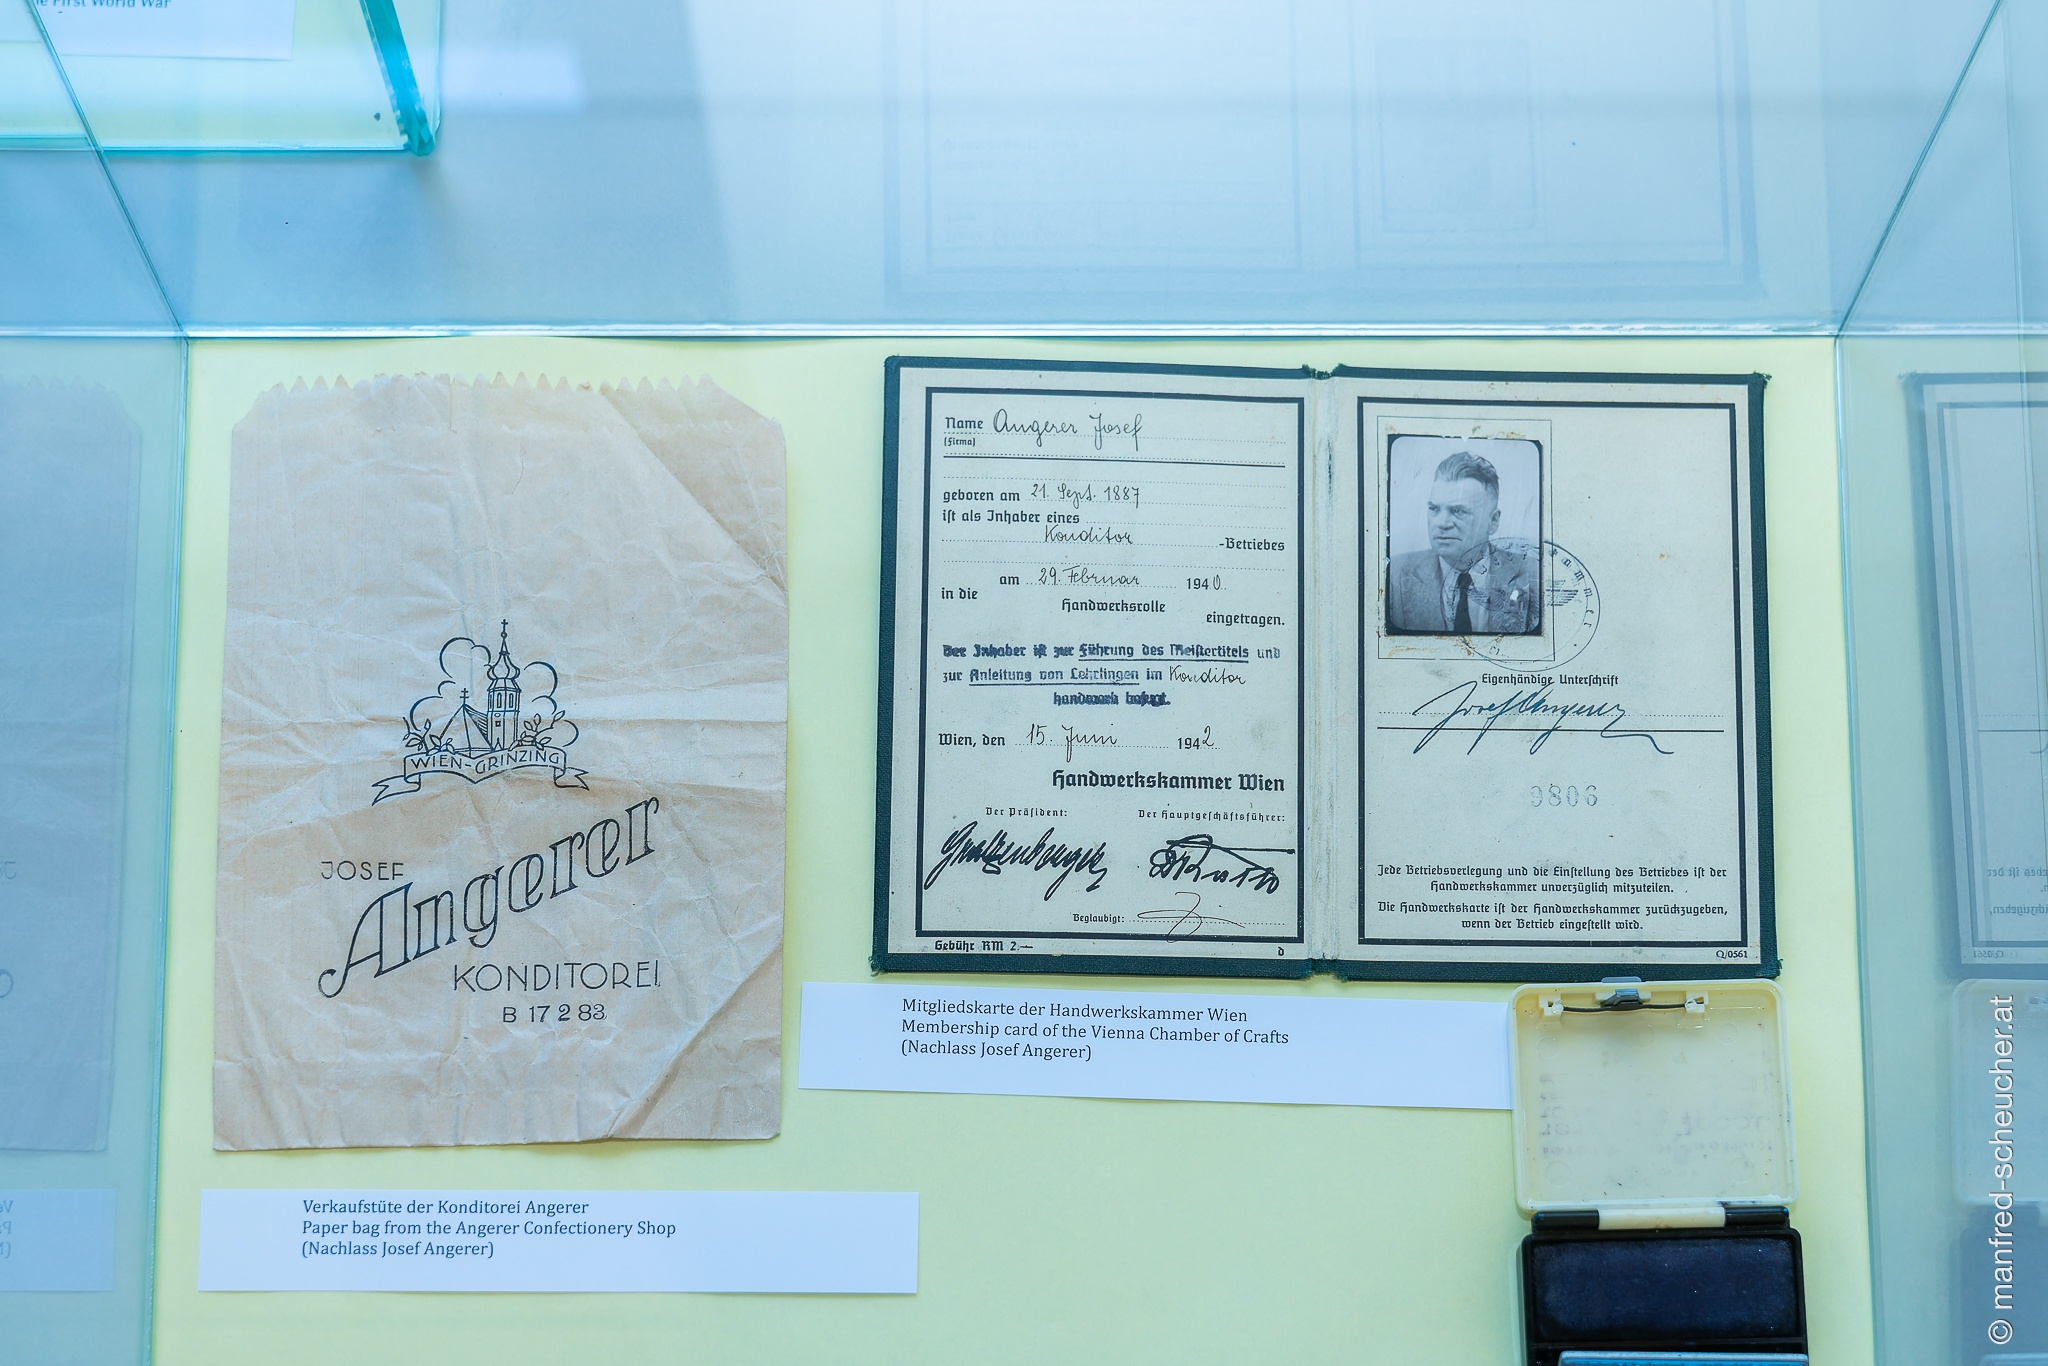 he First World War
WIEN-GRINZING
JOSEF
Angerer
KONDITOREI
B 17 2 83
Verkaufstüte der Konditorei Angerer
Paper bag from the Angerer Confectionery Shop
(Nachlass Josef Angerer)
Name Angerer Josef
(Firma)
geboren am 21. Sept. 1887
ist als Inhaber eines
Konditor -Betriebes
am 29. Februar 1940.
in die
Handwerksrolle
eingetragen.
Der Inhaber ist zur Führung des Meistertitels und
zur Anleitung von Lehrlingen im Konditor
handwerk befugt.
Wien, den 15. Juni 1942
Handwerkskammer Wien
Der Präsident: Der Hauptgeschäftsführer:
Beglaubigt:
Gebühr RM 2.— d
Eigenhändige Unterschrift
Josef Angerer
9806
Jede Betriebsverlegung und die Einstellung des Betriebes ist der
Handwerkskammer unverzüglich mitzuteilen.
Die Handwerkskarte ist der Handwerkskammer zurückzugeben,
wenn der Betrieb eingestellt wird.
Q/0561
Mitgliedskarte der Handwerkskammer Wien
Membership card of the Vienna Chamber of Crafts
(Nachlass Josef Angerer)
© manfred-scheucher.at